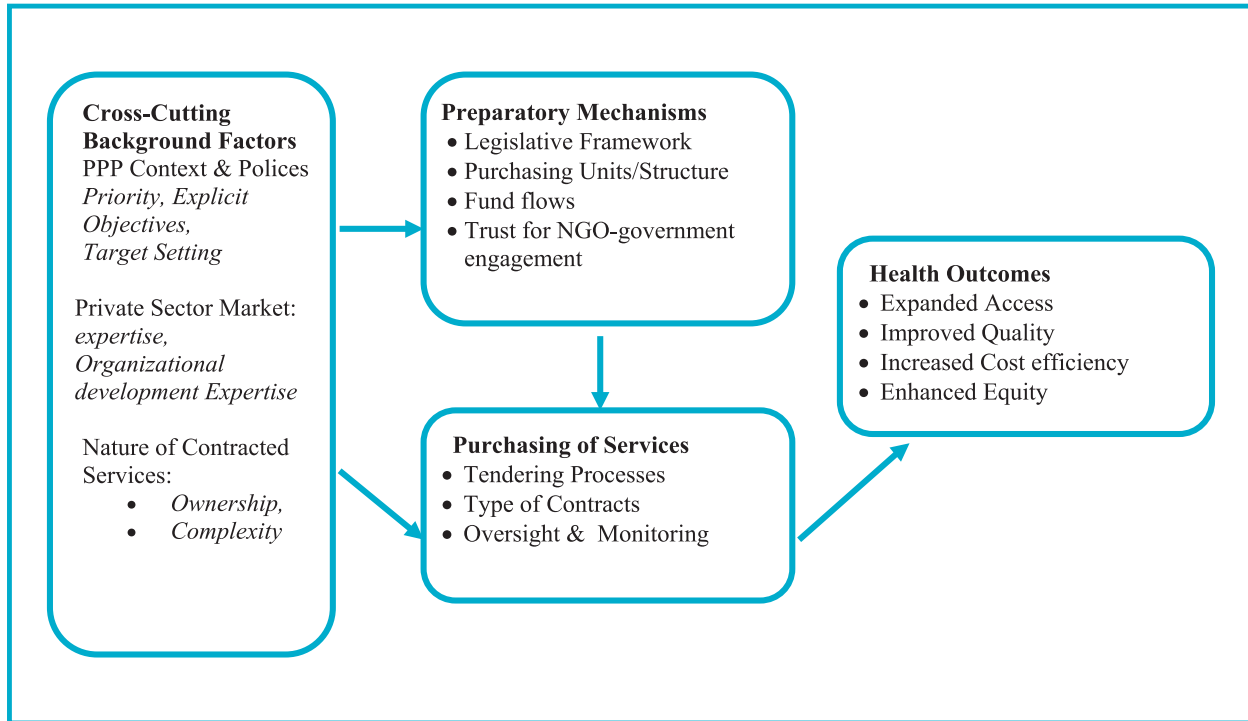 Cross-Cutting
Background Factors
PPP Context & Polices
Priority, Explicit
Objectives,
Target Setting
Private Sector Market:
expertise,
Organizational
development Expertise
Nature of Contracted
Services:
• Ownership,
• Complexity
Preparatory Mechanisms
• Legislative Framework
• Purchasing Units/Structure
• Fund flows
• Trust for NGO-government
engagement
Purchasing of Services
• Tendering Processes
• Type of Contracts
• Oversight & Monitoring
Health Outcomes
• Expanded Access
• Improved Quality
• Increased Cost efficiency
• Enhanced Equity